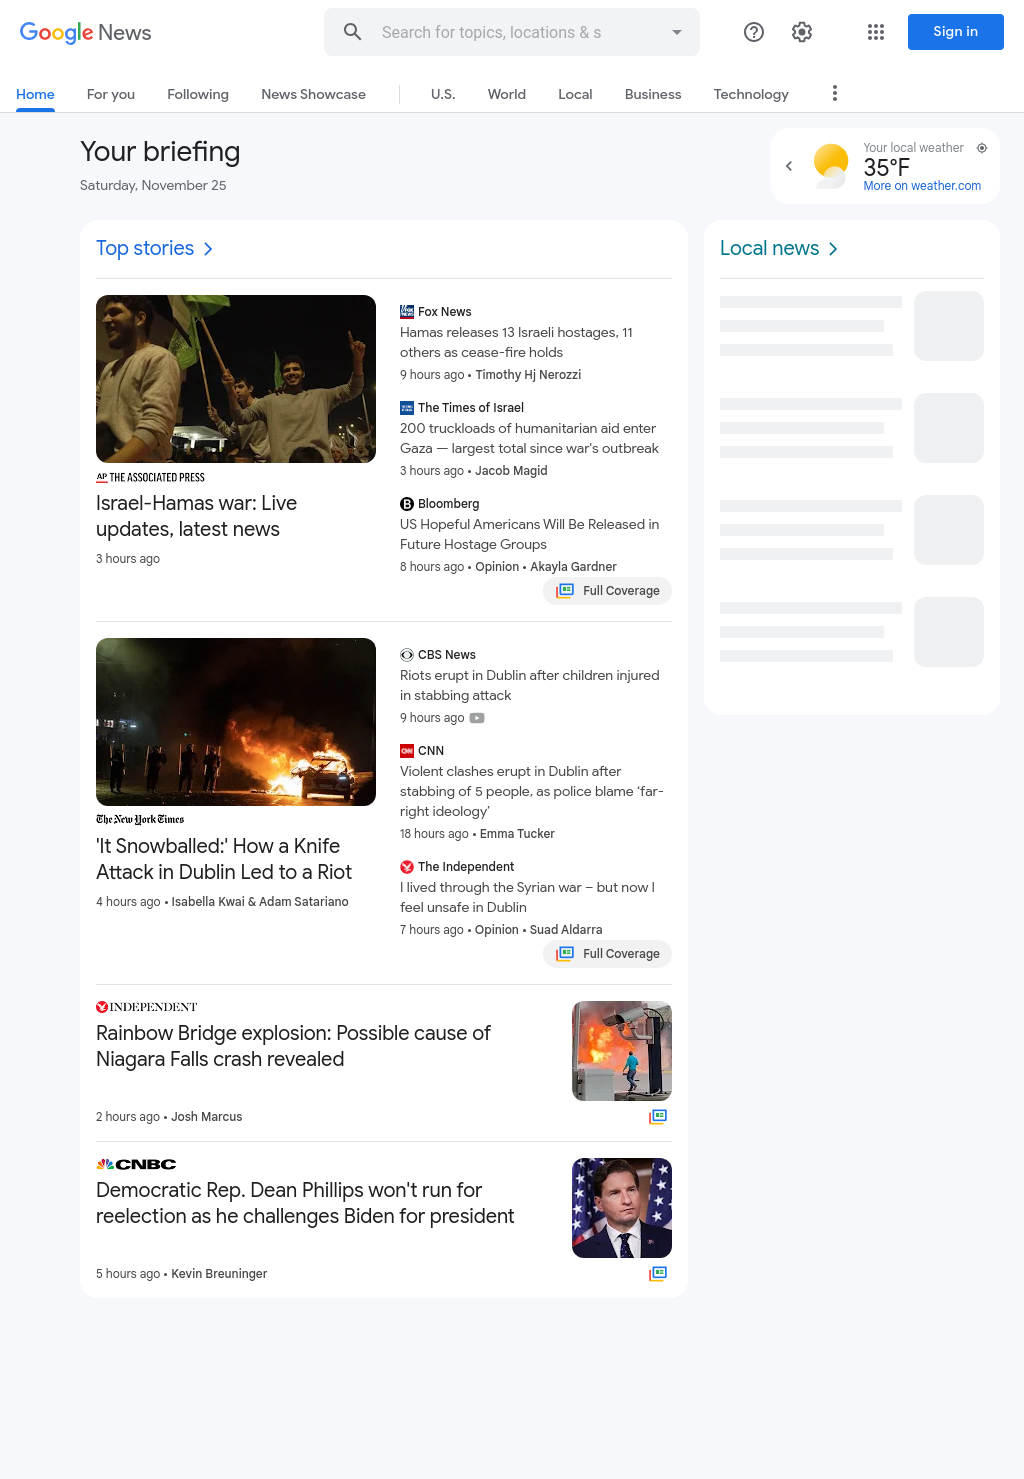 Google News
Search for topics, locations & s
Sign in
Home
For you
Following
News Showcase
U.S.
World
Local
Business
Technology
Your briefing
Saturday, November 25
Your local weather
35°F
More on weather.com
Top stories
Local news
AP THE ASSOCIATED PRESS
Israel-Hamas war: Live
updates, latest news
3 hours ago
Fox News
Hamas releases 13 Israeli hostages, 11
others as cease-fire holds
9 hours ago • Timothy Hj Nerozzi
The Times of Israel
200 truckloads of humanitarian aid enter
Gaza — largest total since war's outbreak
3 hours ago • Jacob Magid
Bloomberg
US Hopeful Americans Will Be Released in
Future Hostage Groups
8 hours ago • Opinion • Akayla Gardner
Full Coverage
The New York Times
'It Snowballed:' How a Knife
Attack in Dublin Led to a Riot
4 hours ago • Isabella Kwai & Adam Satariano
CBS News
Riots erupt in Dublin after children injured
in stabbing attack
9 hours ago
CNN
Violent clashes erupt in Dublin after
stabbing of 5 people, as police blame ‘far-
right ideology’
18 hours ago • Emma Tucker
The Independent
I lived through the Syrian war – but now I
feel unsafe in Dublin
7 hours ago • Opinion • Suad Aldarra
Full Coverage
INDEPENDENT
Rainbow Bridge explosion: Possible cause of
Niagara Falls crash revealed
2 hours ago • Josh Marcus
CNBC
Democratic Rep. Dean Phillips won't run for
reelection as he challenges Biden for president
5 hours ago • Kevin Breuninger